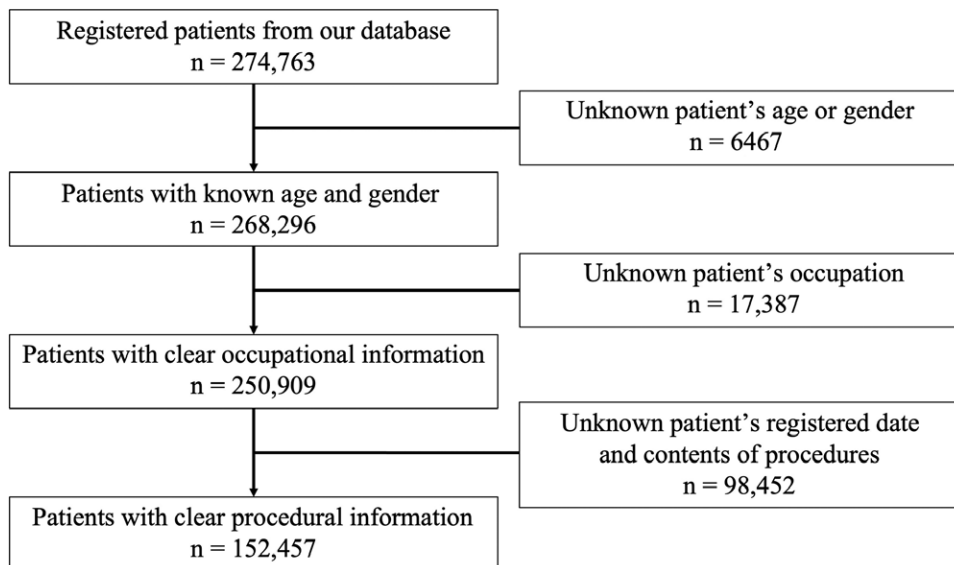 Registered patients from our database
n = 274,763
Unknown patient’s age or gender
n = 6467
Patients with known age and gender
n = 268,296
Unknown patient’s occupation
n = 17,387
Patients with clear occupational information
n = 250,909
Unknown patient’s registered date
and contents of procedures
n = 98,452
Patients with clear procedural information
n = 152,457